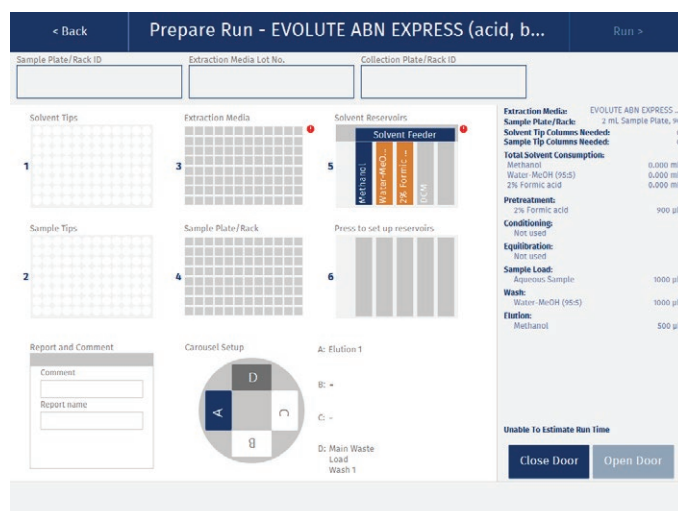 < Back
Prepare Run - EVOLUTE ABN EXPRESS (acid, b...
Run >
Sample Plate/Rack ID
Extraction Media Lot No.
Collection Plate/Rack ID
Solvent Tips
Extraction Media
Solvent Reservoirs
Solvent Feeder
1
3
5
Methanol
Water-MeO...
2% Formic ...
DCM
Sample Tips
Sample Plate/Rack
Press to set up reservoirs
2
4
6
Report and Comment
Comment
Report name
Carousel Setup
D
A
C
B
A: Elution 1
B: -
C: -
D: Main Waste
Load
Wash 1
Extraction Media: EVOLUTE ABN EXPRESS ...
Sample Plate/Rack: 2 mL Sample Plate, 9
Solvent Tip Columns Needed:
Sample Tip Columns Needed:
Total Solvent Consumption:
Methanol 0.000 m
Water-MeOH (95:5) 0.000 m
2% Formic acid 0.000 m
Pretreatment:
2% Formic acid 900 µ
Conditioning:
Not used
Equilibration:
Not used
Sample Load:
Aqueous Sample 1000 µ
Wash:
Water-MeOH (95:5) 1000 µ
Elution:
Methanol 500 µ
Unable To Estimate Run Time
Close Door
Open Door